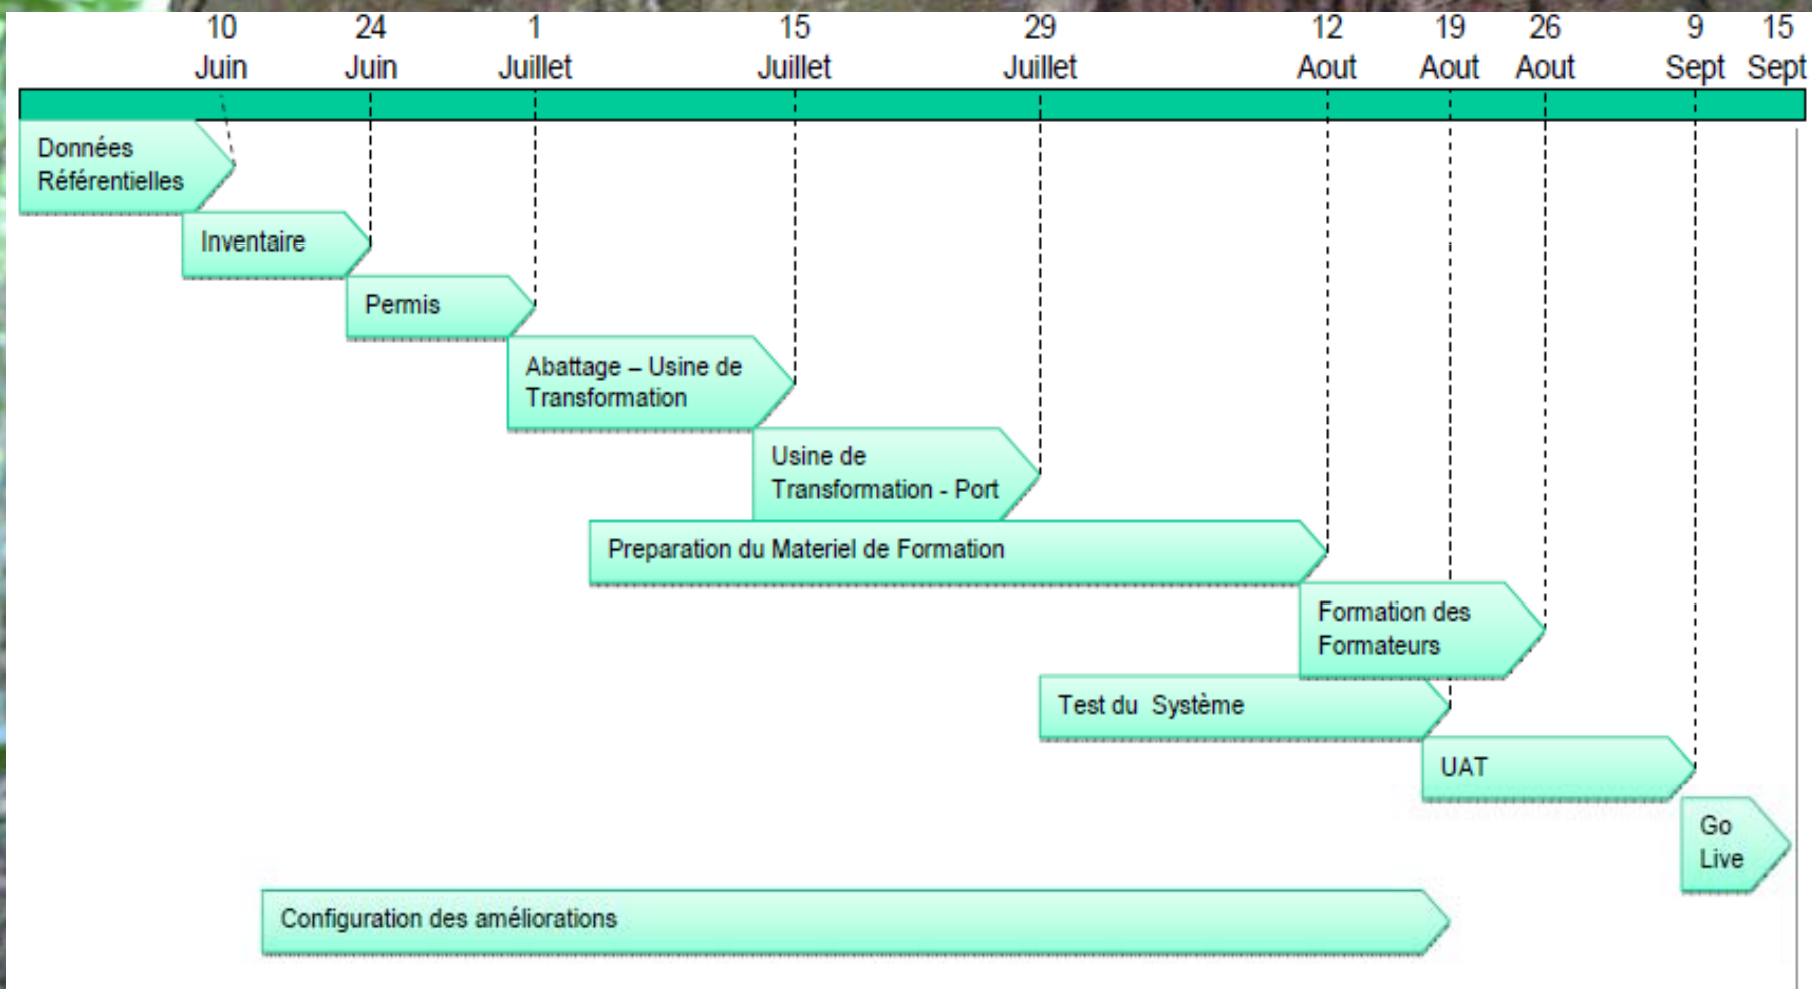 10 24 1 15 29 12 19 26 9 15
Juin Juin Juillet Juillet Juillet Aout Aout Aout Sept Sept
Données
Référentielles
Inventaire
Permis
Abattage – Usine de
Transformation
Usine de
Transformation - Port
Preparation du Materiel de Formation
Formation des
Formateurs
Test du Système
UAT
Go
Live
Configuration des améliorations